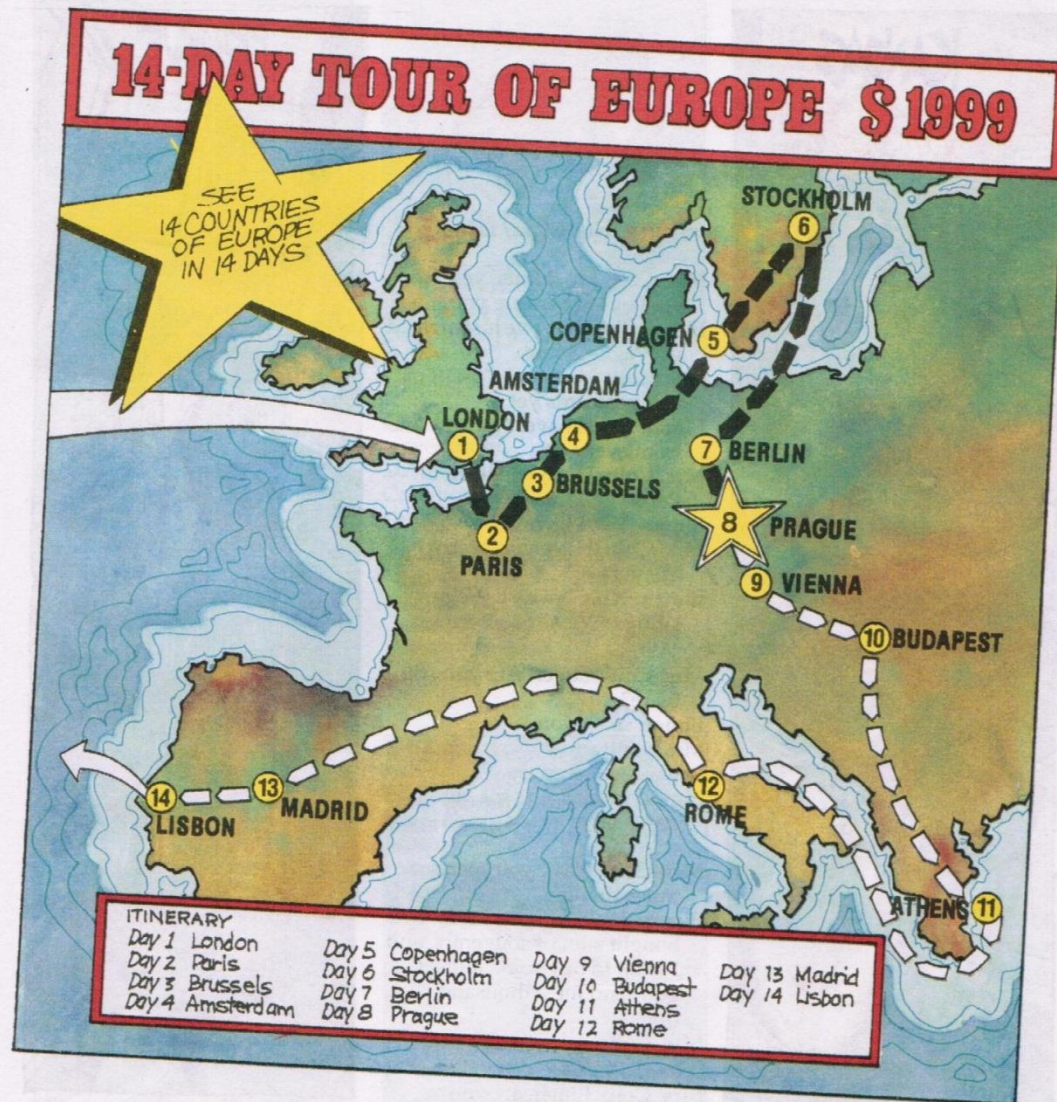 14-DAY TOUR OF EUROPE $1999
SEE
14 COUNTRIES
OF EUROPE
IN 14 DAYS
STOCKHOLM
6
COPENHAGEN
5
AMSTERDAM
LONDON
1
4
7
BERLIN
3
BRUSSELS
2
PARIS
8
PRAGUE
9
VIENNA
10
BUDAPEST
14
LISBON
13
MADRID
12
ROME
ATHENS
11
ITINERARY
Day 1 London
Day 2 Paris
Day 3 Brussels
Day 4 Amsterdam
Day 5 Copenhagen
Day 6 Stockholm
Day 7 Berlin
Day 8 Prague
Day 9 Vienna
Day 10 Budapest
Day 11 Athens
Day 12 Rome
Day 13 Madrid
Day 14 Lisbon